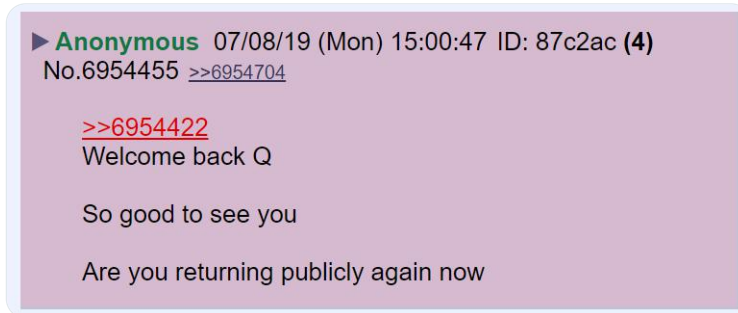 ▶ Anonymous 07/08/19 (Mon) 15:00:47 ID: 87c2ac (4)
No.6954455 >>6954704
>>6954422
Welcome back Q
So good to see you
Are you returning publicly again now